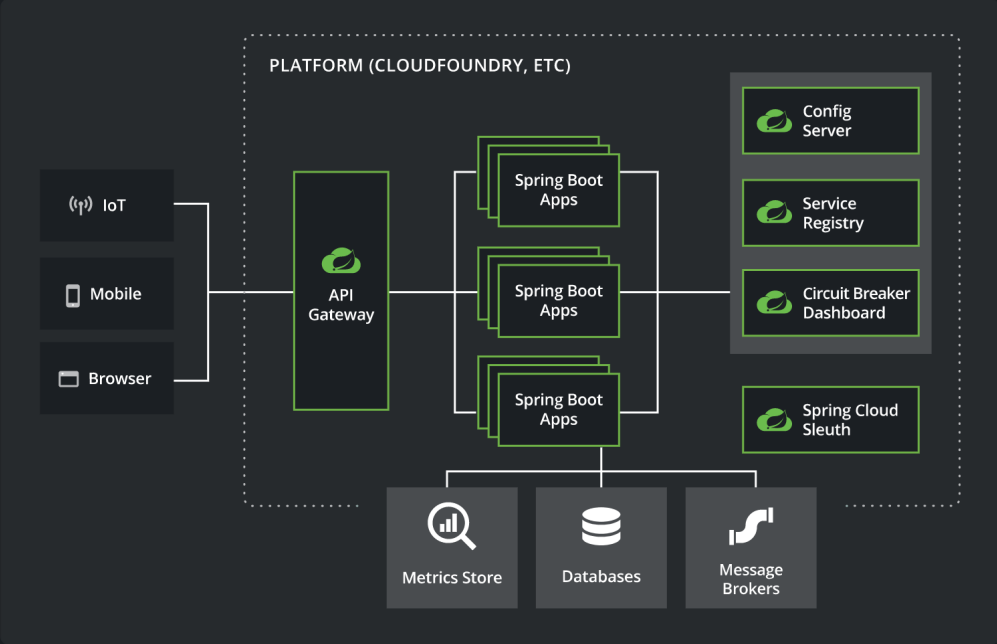 PLATFORM (CLOUDFOUNDRY, ETC)
IoT
Mobile
Browser
API
Gateway
Spring Boot
Apps
Spring Boot
Apps
Spring Boot
Apps
Config
Server
Service
Registry
Circuit Breaker
Dashboard
Spring Cloud
Sleuth
Metrics Store
Databases
Message
Brokers